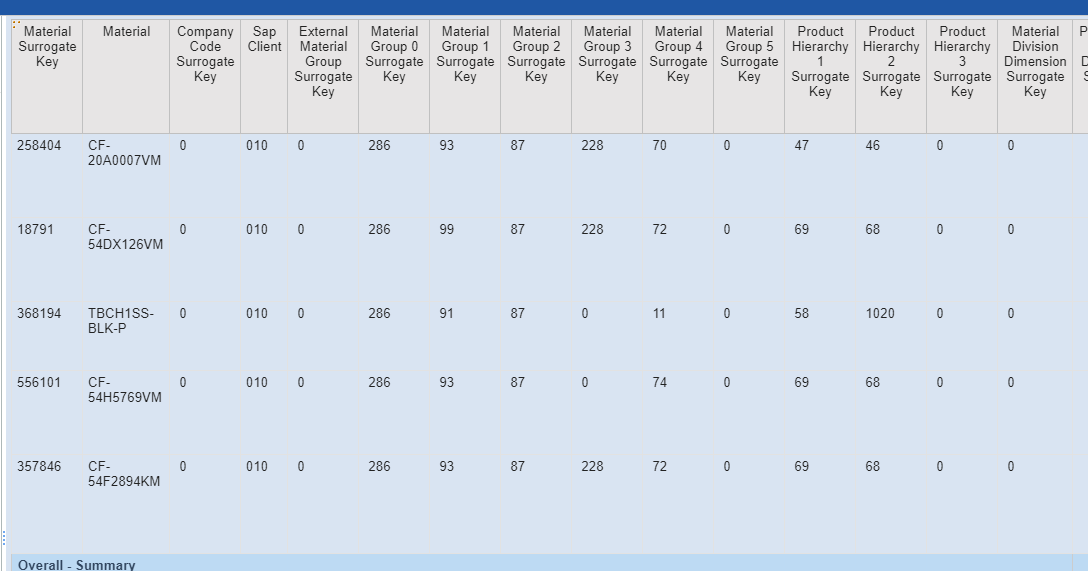 Material Surrogate Key
Material
Company Code Surrogate Key
Sap Client
External Material Group Surrogate Key
Material Group 0 Surrogate Key
Material Group 1 Surrogate Key
Material Group 2 Surrogate Key
Material Group 3 Surrogate Key
Material Group 4 Surrogate Key
Material Group 5 Surrogate Key
Product Hierarchy 1 Surrogate Key
Product Hierarchy 2 Surrogate Key
Product Hierarchy 3 Surrogate Key
Material Division Dimension Surrogate Key
258404 CF-20A0007VM 0 010 0 286 93 87 228 70 0 47 46 0 0
18791 CF-54DX126VM 0 010 0 286 99 87 228 72 0 69 68 0 0
368194 TBCH1SS-BLK-P 0 010 0 286 91 87 0 11 0 58 1020 0 0
556101 CF-54H5769VM 0 010 0 286 93 87 0 74 0 69 68 0 0
357846 CF-54F2894KM 0 010 0 286 93 87 228 72 0 69 68 0 0
Overall - Summary